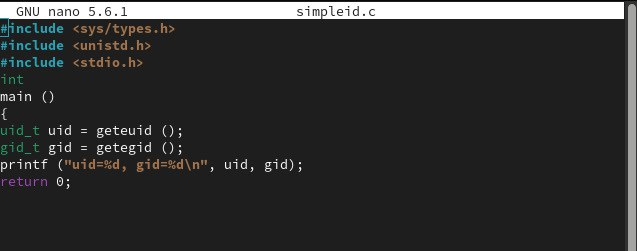 GNU nano 5.6.1 simpleid.c
#include <sys/types.h>
#include <unistd.h>
#include <stdio.h>
int
main ()
{
uid_t uid = geteuid ();
gid_t gid = getegid ();
printf ("uid=%d, gid=%d\n", uid, gid);
return 0;